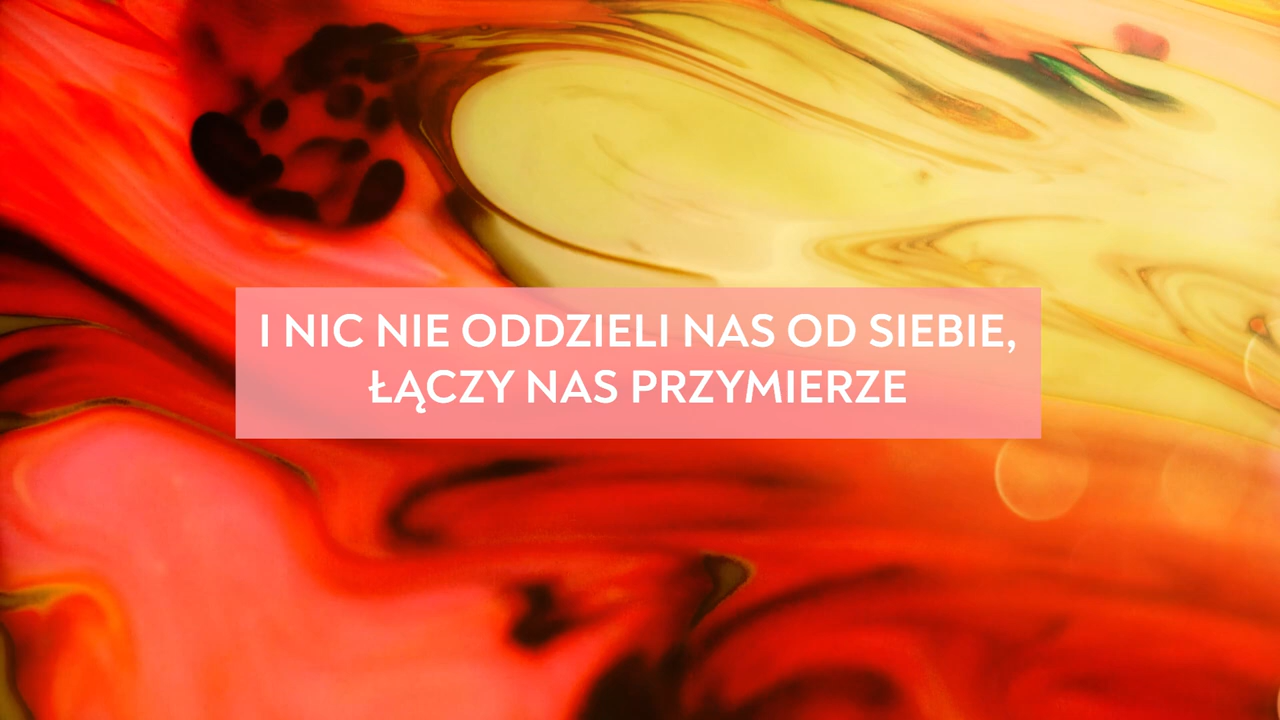 I NIC NIE ODDZIELI NAS OD SIEBIE,
ŁĄCZY NAS PRZYMIERZE